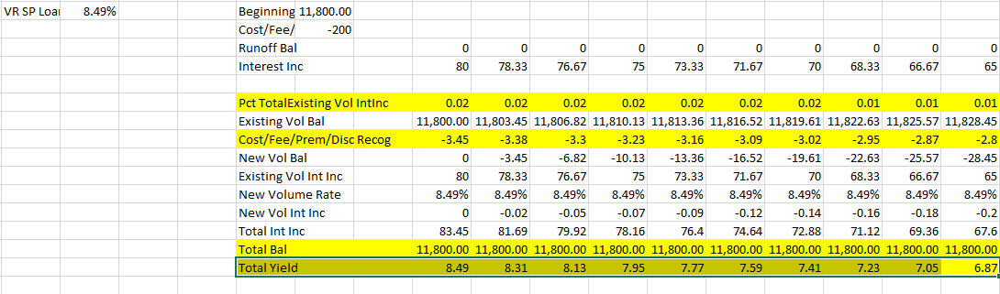 VR SP Loai 8.49% Beginning 11,800.00
Cost/Fee/ -200
Runoff Bal 0 0 0 0 0 0 0 0 0 0
Interest Inc 80 78.33 76.67 75 73.33 71.67 70 68.33 66.67 65
Pct TotalExisting Vol IntInc 0.02 0.02 0.02 0.02 0.02 0.02 0.02 0.01 0.01 0.01
Existing Vol Bal 11,800.00 11,803.45 11,806.82 11,810.13 11,813.36 11,816.52 11,819.61 11,822.63 11,825.57 11,828.45
Cost/Fee/Prem/Disc Recog -3.45 -3.38 -3.3 -3.23 -3.16 -3.09 -3.02 -2.95 -2.87 -2.8
New Vol Bal 0 -3.45 -6.82 -10.13 -13.36 -16.52 -19.61 -22.63 -25.57 -28.45
Existing Vol Int Inc 80 78.33 76.67 75 73.33 71.67 70 68.33 66.67 65
New Volume Rate 8.49% 8.49% 8.49% 8.49% 8.49% 8.49% 8.49% 8.49% 8.49% 8.49%
New Vol Int Inc 0 -0.02 -0.05 -0.07 -0.09 -0.12 -0.14 -0.16 -0.18 -0.2
Total Int Inc 83.45 81.69 79.92 78.16 76.4 74.64 72.88 71.12 69.36 67.6
Total Bal 11,800.00 11,800.00 11,800.00 11,800.00 11,800.00 11,800.00 11,800.00 11,800.00 11,800.00 11,800.00
Total Yield 8.49 8.31 8.13 7.95 7.77 7.59 7.41 7.23 7.05 6.87